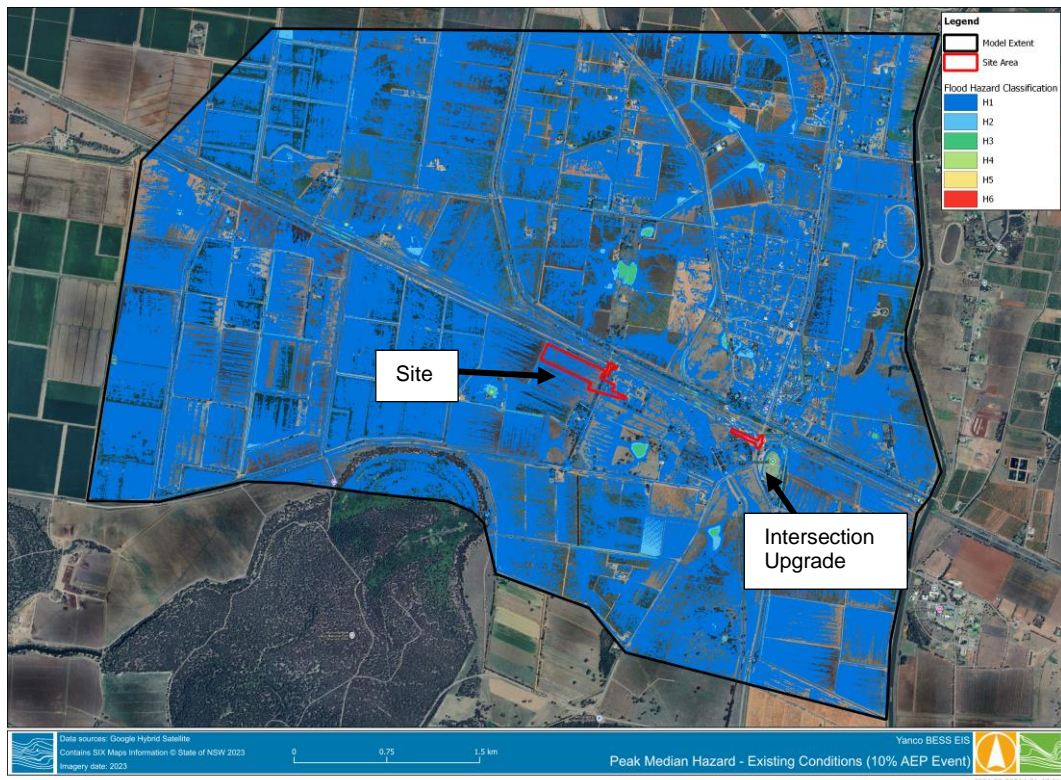 Legend
Model Extent
Site Area
Flood Hazard Classification
H1
H2
H3
H4
H5
H6
Site
Intersection
Upgrade
Data sources: Google Hybrid Satellite
Contains SIX Maps Information © State of NSW 2023
Imagery date: 2023
0 0.75 1.5 km
Yanco BESS EIS
Peak Median Hazard - Existing Conditions (10% AEP Event)